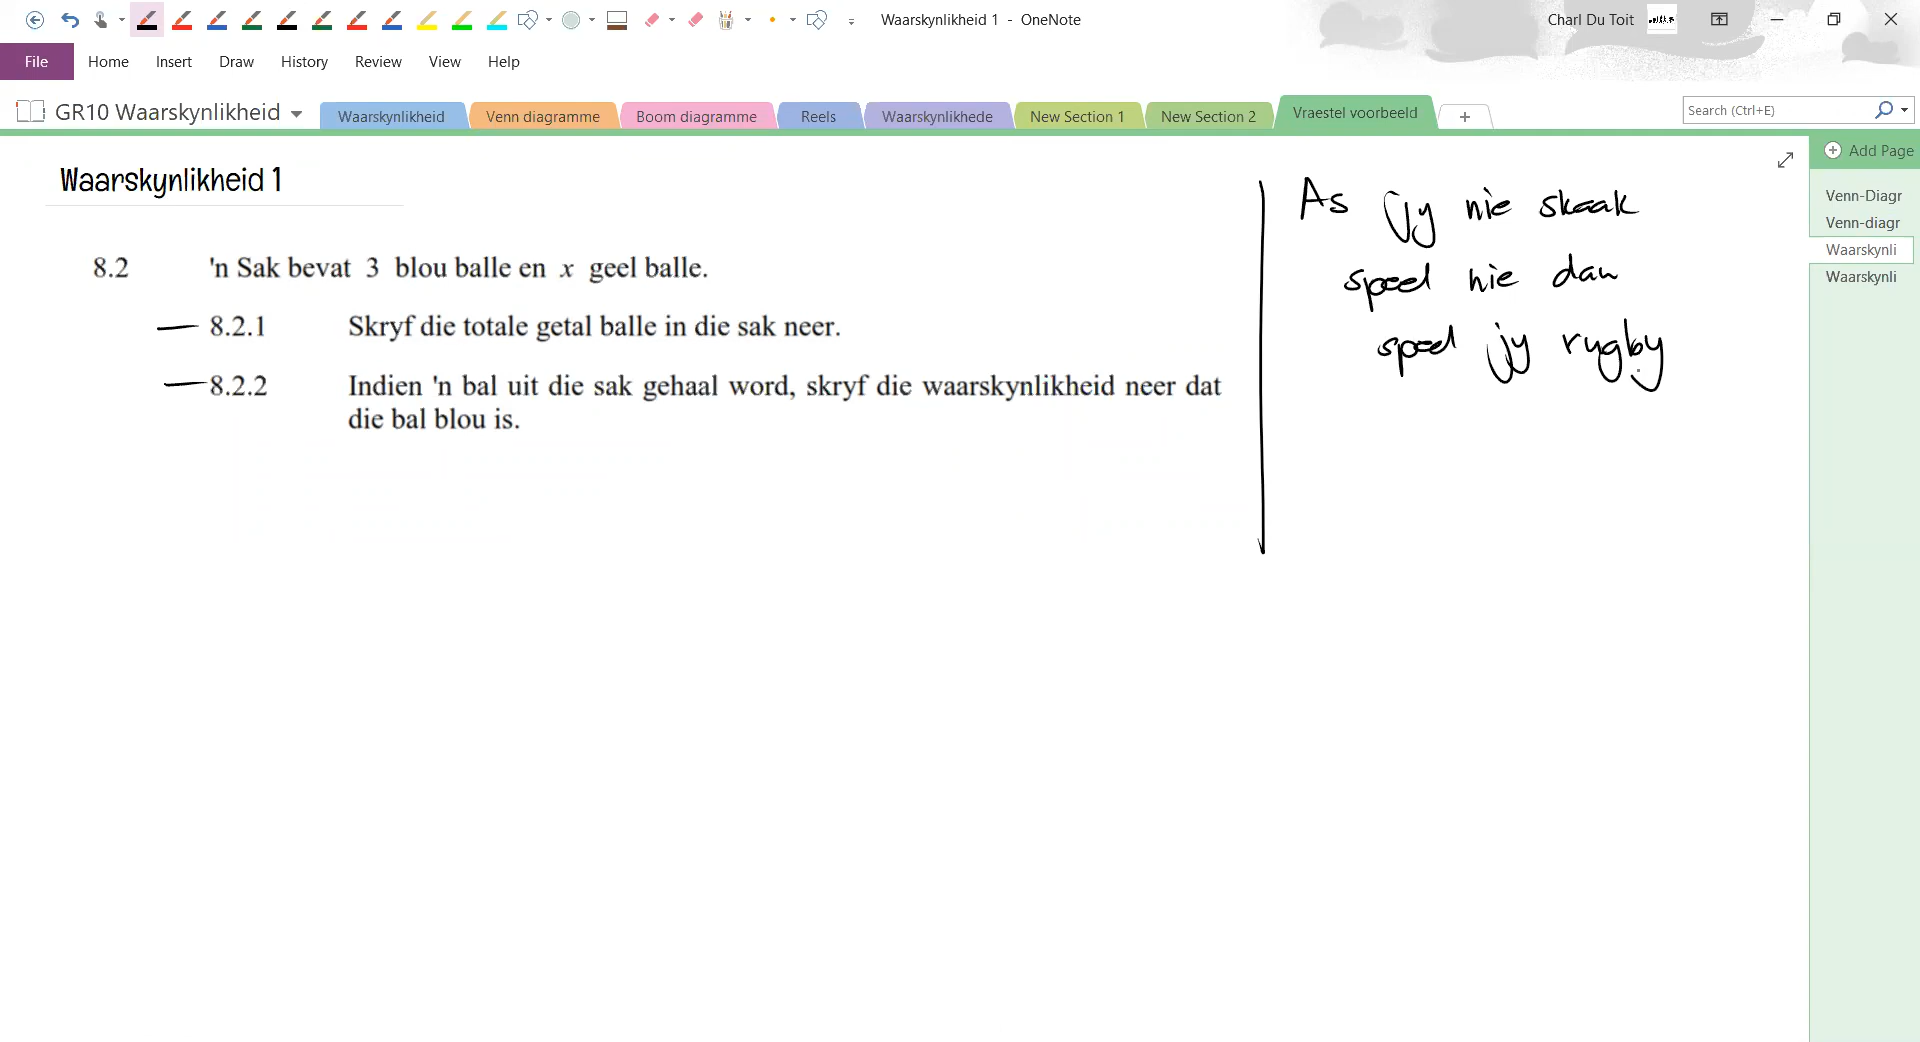 Waarskynlikheid 1 - OneNote
Charl Du Toit
File Home Insert Draw History Review View Help
GR10 Waarskynlikheid
Waarskynlikheid Venn diagramme Boom diagramme Reels Waarskynlikhede New Section 1 New Section 2 Vraestel voorbeeld +
Search (Ctrl+E)
Add Page
Venn-Diagr
Venn-diagr
Waarskynli
Waarskynli
Waarskynlikheid 1
8.2 'n Sak bevat 3 blou balle en x geel balle.
8.2.1 Skryf die totale getal balle in die sak neer.
8.2.2 Indien 'n bal uit die sak gehaal word, skryf die waarskynlikheid neer dat
die bal blou is.
As jy nie skaak
speel nie dan
speel jy rugby